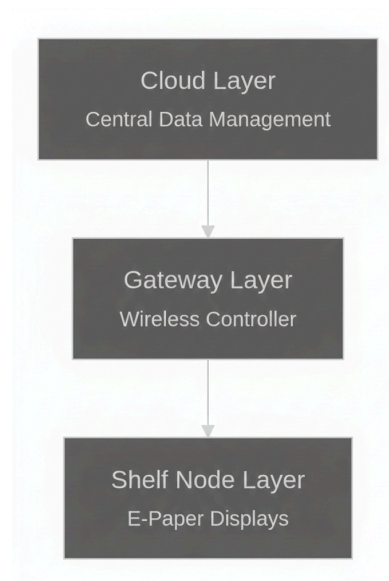 Cloud Layer
Central Data Management
Gateway Layer
Wireless Controller
Shelf Node Layer
E-Paper Displays